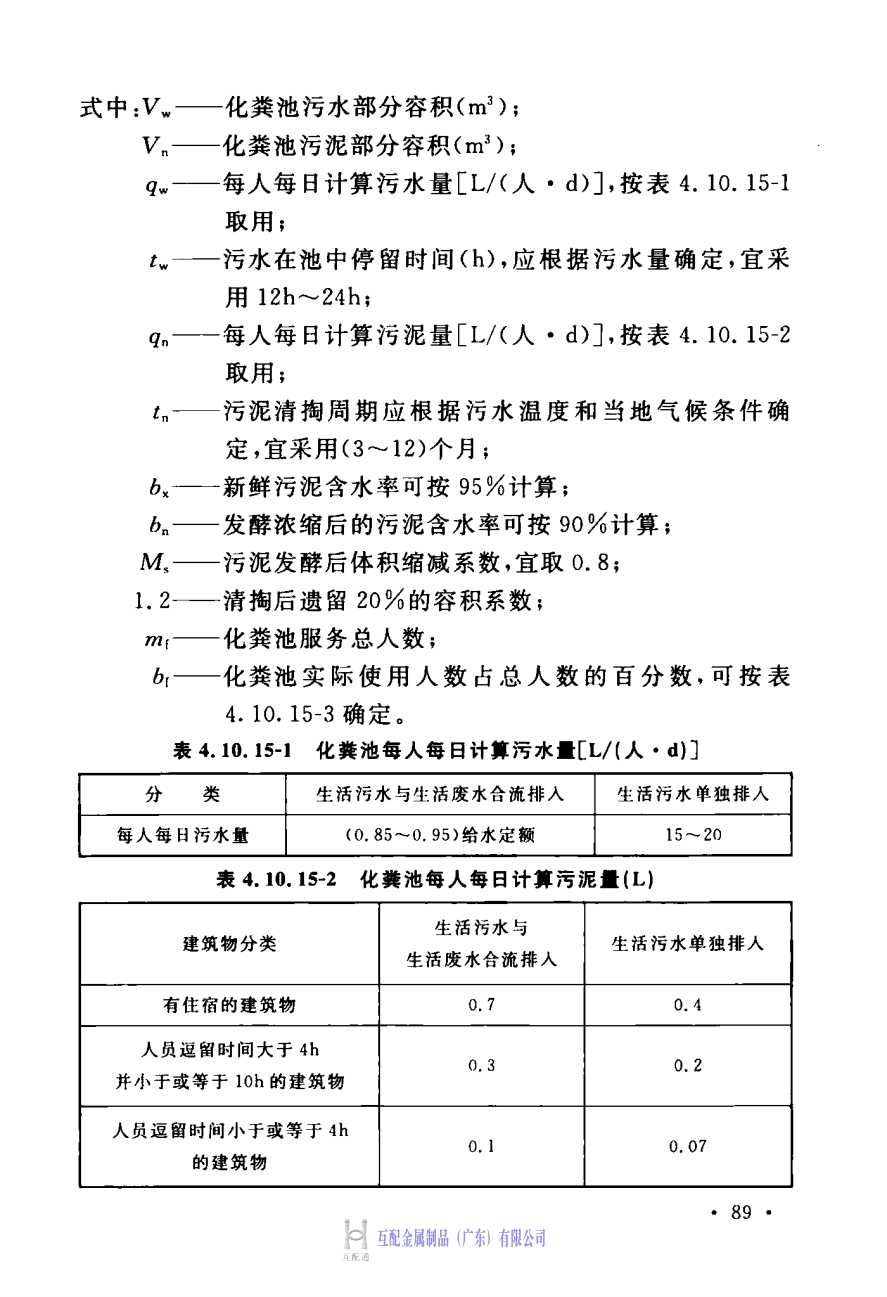 式中:Vw——化粪池污水部分容积(m³);
Vn——化粪池污泥部分容积(m³);
qw——每人每日计算污水量[L/(人·d)],按表 4.10.15-1
取用;
tw——污水在池中停留时间(h),应根据污水量确定,宜采
用 12h~24h;
qn——每人每日计算污泥量[L/(人·d)],按表 4.10.15-2
取用;
tn——污泥清掏周期应根据污水温度和当地气候条件确
定,宜采用(3~12)个月;
bx——新鲜污泥含水率可按 95%计算;
bn——发酵浓缩后的污泥含水率可按 90%计算;
Ms——污泥发酵后体积缩减系数,宜取 0.8;
1.2——清掏后遗留 20%的容积系数;
mf——化粪池服务总人数;
bf——化粪池实际使用人数占总人数的百分数,可按表
4.10.15-3 确定。
表 4.10.15-1 化粪池每人每日计算污水量[L/(人·d)]
分 类 生活污水与生活废水合流排入 生活污水单独排入
每人每日污水量 (0.85~0.95)给水定额 15~20
表 4.10.15-2 化粪池每人每日计算污泥量(L)
建筑物分类 生活污水与
生活废水合流排入 生活污水单独排入
有住宿的建筑物 0.7 0.4
人员逗留时间大于 4h
并小于或等于 10h 的建筑物 0.3 0.2
人员逗留时间小于或等于 4h
的建筑物 0.1 0.07
· 89 ·
互配金属制品(广东)有限公司
互配通